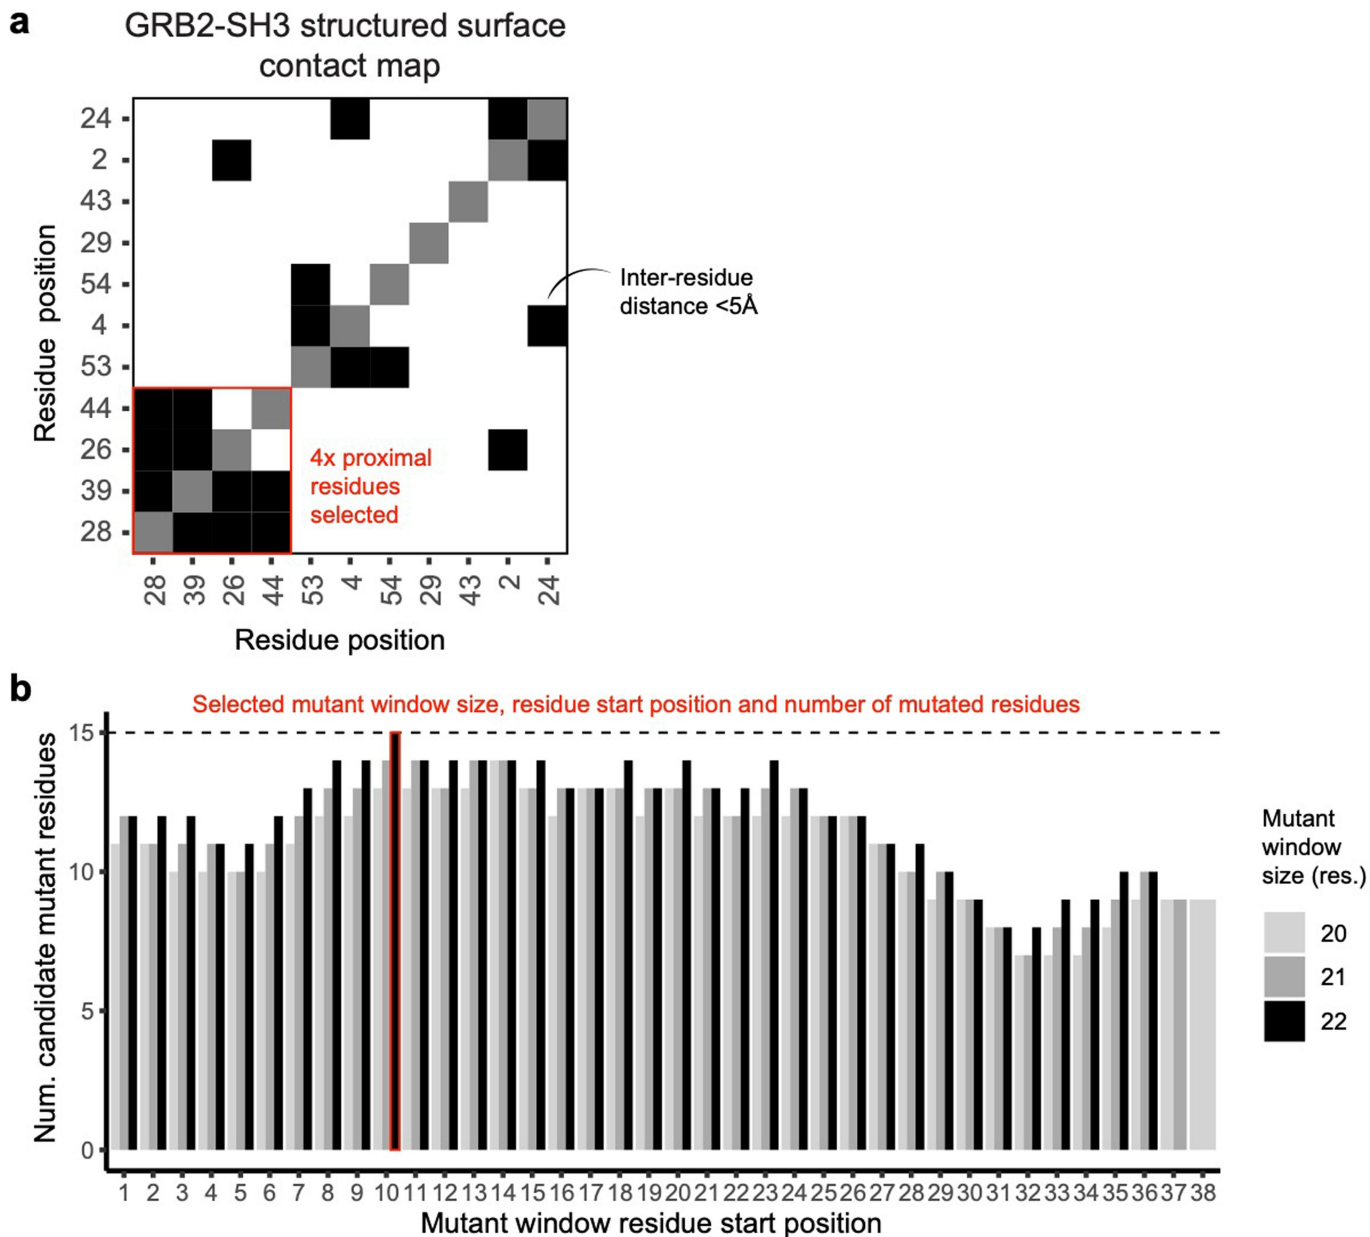 a
GRB2-SH3 structured surface
contact map
24
2
43
29
54
4
53
44
26
39
28
Residue position
Inter-residue
distance <5Å
4x proximal
residues
selected
28 39 26 44 53 4 54 29 43 2 24
Residue position
b
Selected mutant window size, residue start position and number of mutated residues
15
10
5
0
Num. candidate mutant residues
1 2 3 4 5 6 7 8 9 10 11 12 13 14 15 16 17 18 19 20 21 22 23 24 25 26 27 28 29 30 31 32 33 34 35 36 37 38
Mutant window residue start position
Mutant
window
size (res.)
20
21
22